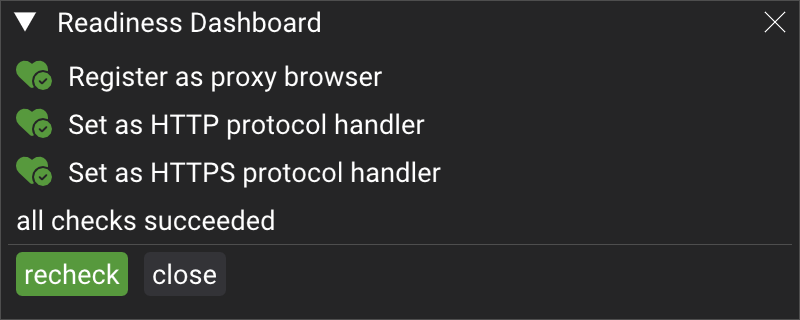 Readiness Dashboard
Register as proxy browser
Set as HTTP protocol handler
Set as HTTPS protocol handler
all checks succeeded
recheck close